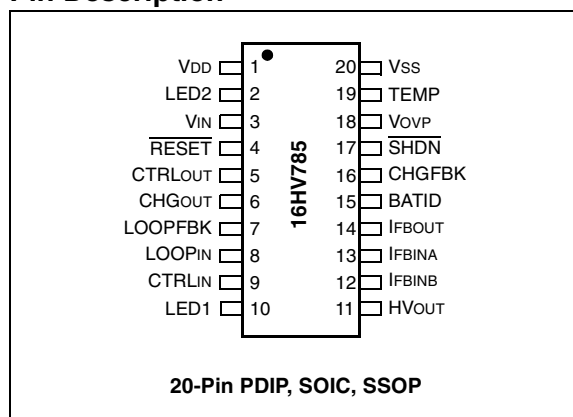 Pin Description
VDD 1 20 VSS
LED2 2 19 TEMP
VIN 3 18 VOVP
RESET 4 17 SHDN
CTRLOUT 5 16 CHGFBK
CHGOUT 6 15 BATID
LOOPFBK 7 14 IFBOUT
LOOPIN 8 13 IFBINA
CTRLIN 9 12 IFBINB
LED1 10 11 HVOUT
16HV785
20-Pin PDIP, SOIC, SSOP